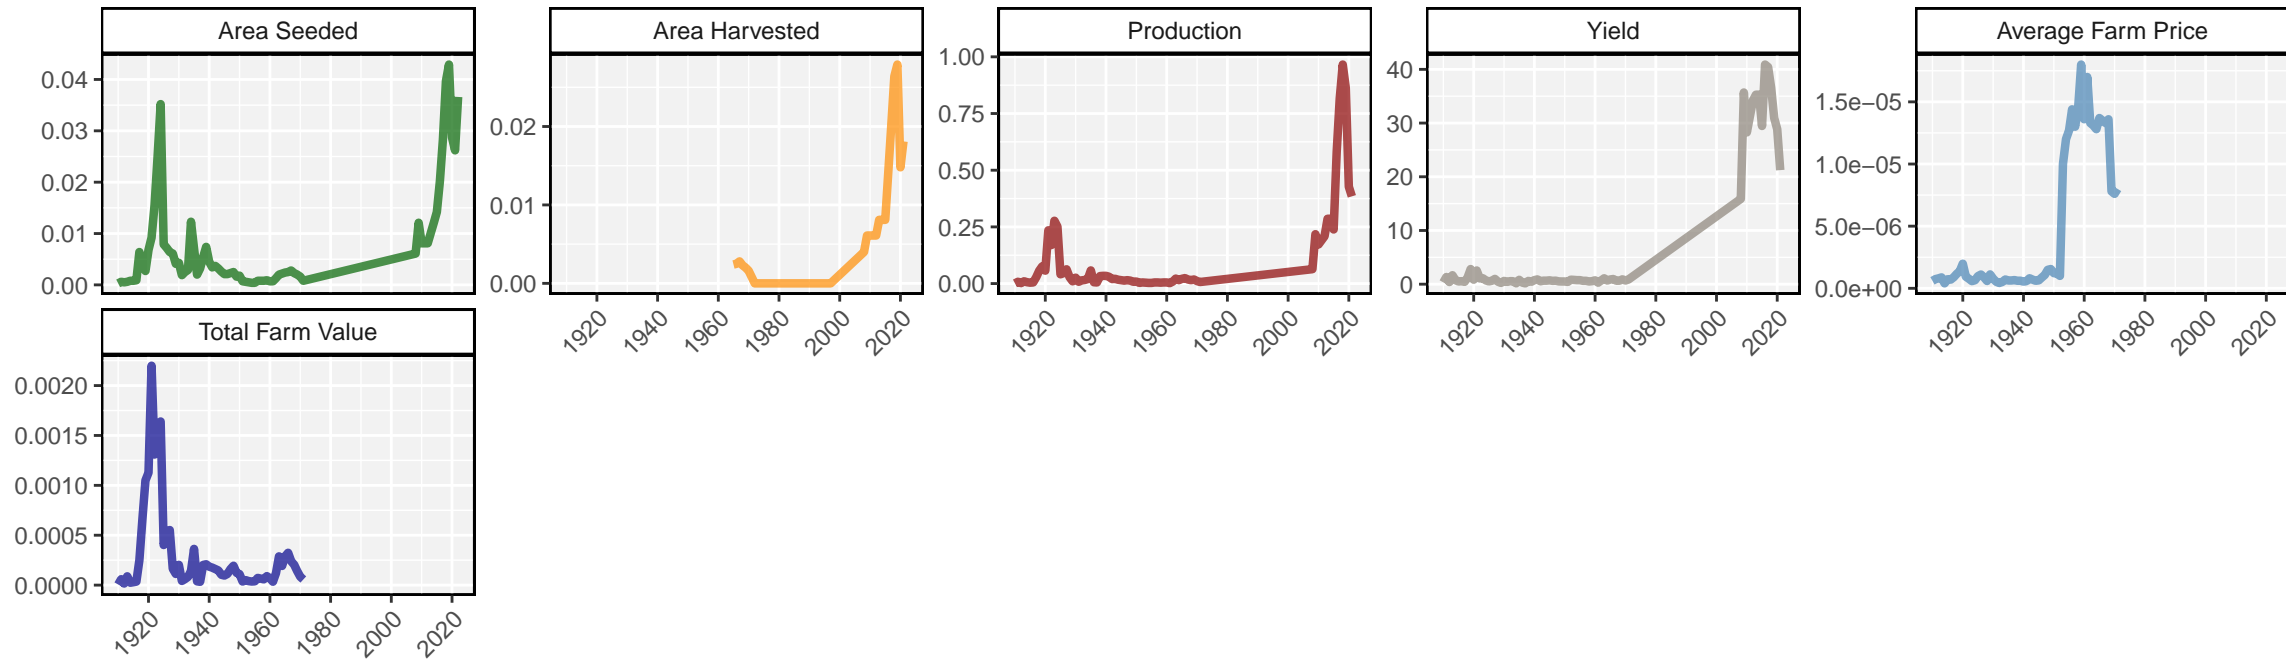 Area Seeded
Area Harvested
Production
Yield
Average Farm Price
0.04
0.03
0.02
0.01
0.00
0.02
0.01
0.00
1.00
0.75
0.50
0.25
0.00
40
30
20
10
0
1.5e−05
1.0e−05
5.0e−06
0.0e+00
1920 1940 1960 1980 2000 2020
1920 1940 1960 1980 2000 2020
1920 1940 1960 1980 2000 2020
1920 1940 1960 1980 2000 2020
Total Farm Value
0.0020
0.0015
0.0010
0.0005
0.0000
1920 1940 1960 1980 2000 2020